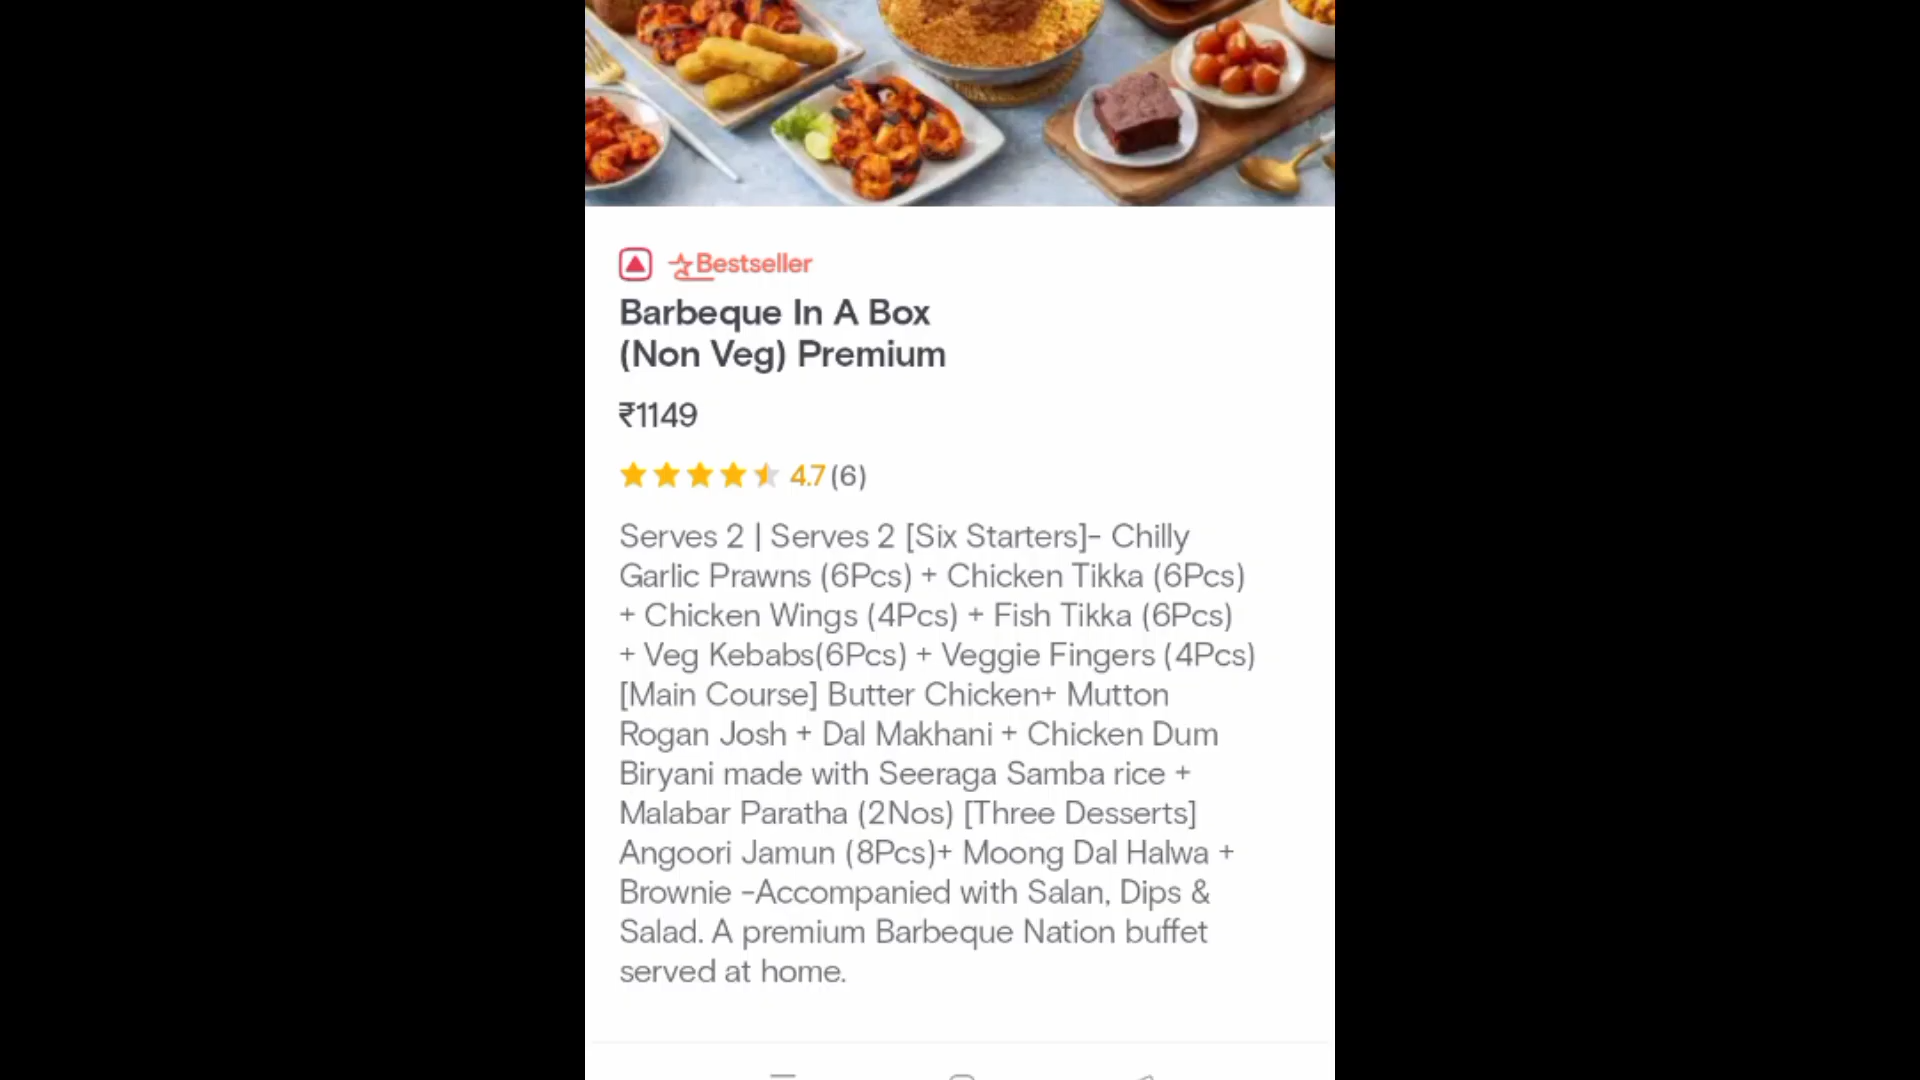 Bestseller
Barbeque In A Box
(Non Veg) Premium
₹1149
4.7 (6)
Serves 2 | Serves 2 [Six Starters]- Chilly
Garlic Prawns (6Pcs) + Chicken Tikka (6Pcs)
+ Chicken Wings (4Pcs) + Fish Tikka (6Pcs)
+ Veg Kebabs(6Pcs) + Veggie Fingers (4Pcs)
[Main Course] Butter Chicken+ Mutton
Rogan Josh + Dal Makhani + Chicken Dum
Biryani made with Seeraga Samba rice +
Malabar Paratha (2Nos) [Three Desserts]
Angoori Jamun (8Pcs)+ Moong Dal Halwa +
Brownie -Accompanied with Salan, Dips &
Salad. A premium Barbeque Nation buffet
served at home.